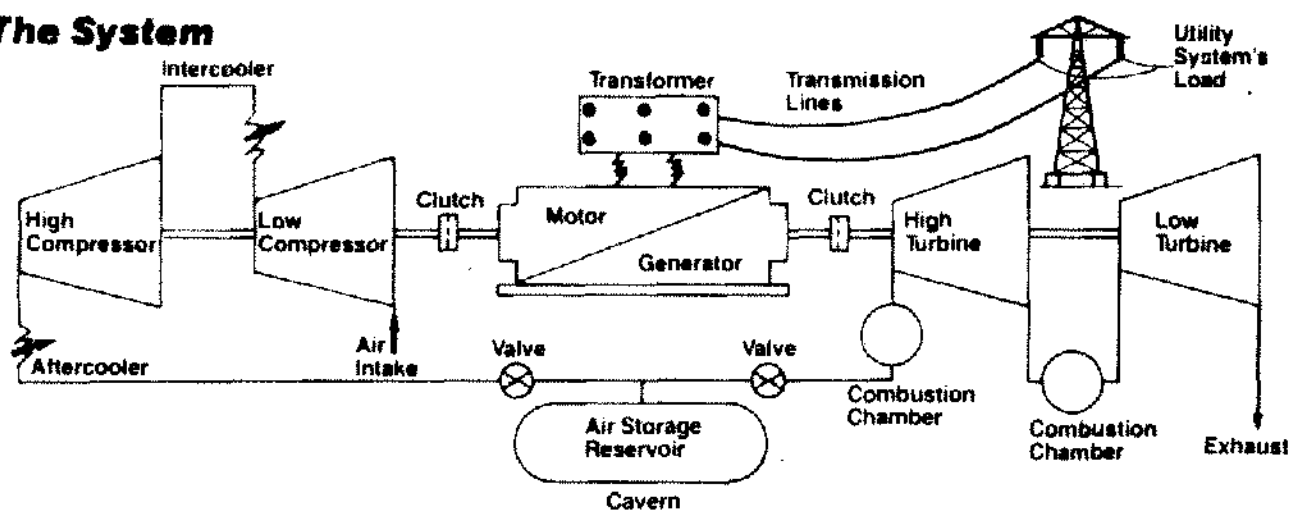 The System
Intercooler
Transformer
Transmission
Lines
Utility
System's
Load
High
Compressor
Low
Compressor
Clutch
Motor
Generator
Clutch
High
Turbine
Low
Turbine
Aftercooler
Air
Intake
Valve
Valve
Combustion
Chamber
Combustion
Chamber
Exhaust
Air Storage
Reservoir
Cavern